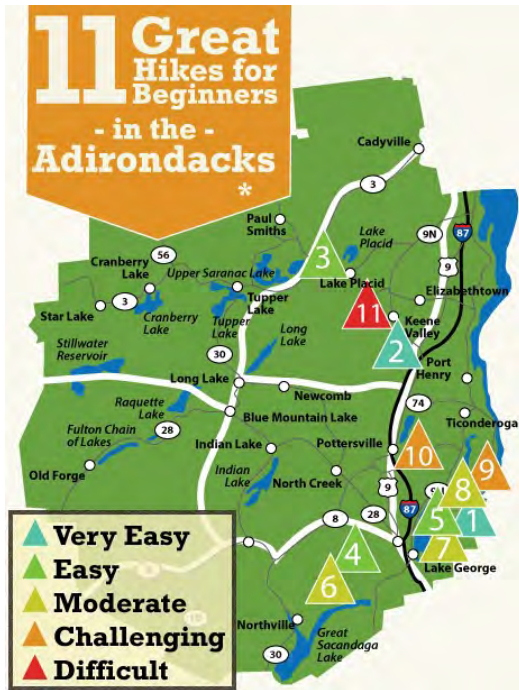 11 Great
Hikes for
Beginners
- in the -
Adirondacks
*
Cadyville
3
Paul
Smiths
9N
87
Lake
Placid
9
56
3
Cranberry
Lake
Upper Saranac Lake
Lake Placid
Elizabethtown
3
Star Lake
Cranberry
Lake
Tupper
Lake
Tupper
Lake
11
Keene
Valley
2
Stillwater
Reservoir
30
Long
Lake
Port
Henry
Long Lake
Newcomb
Raquette
Lake
Blue Mountain Lake
74
Ticonderoga
Fulton Chain
of Lakes
28
Indian Lake
Pottersville
10
9
Old Forge
Indian
Lake
North Creek
9
8
87
5
1
28
8
4
7
Lake George
6
Northville
Great
Sacandaga
Lake
30
Very Easy
Easy
Moderate
Challenging
Difficult